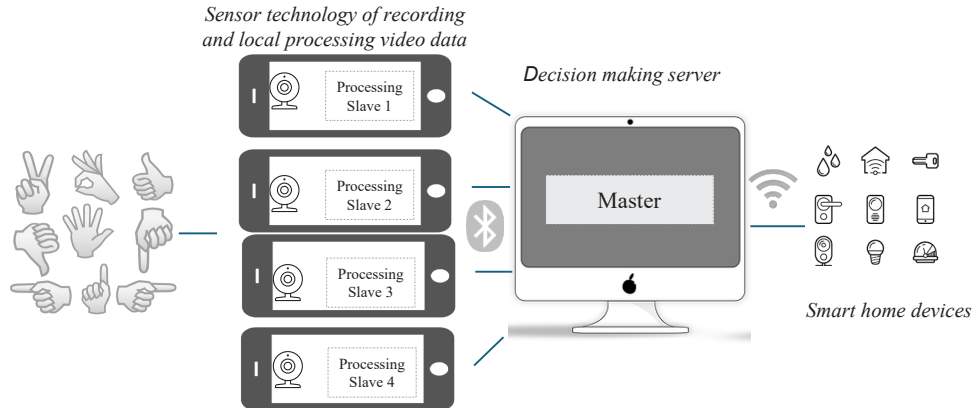 Sensor technology of recording
and local processing video data
Processing
Slave 1
Processing
Slave 2
Processing
Slave 3
Processing
Slave 4
Decision making server
Master
Smart home devices